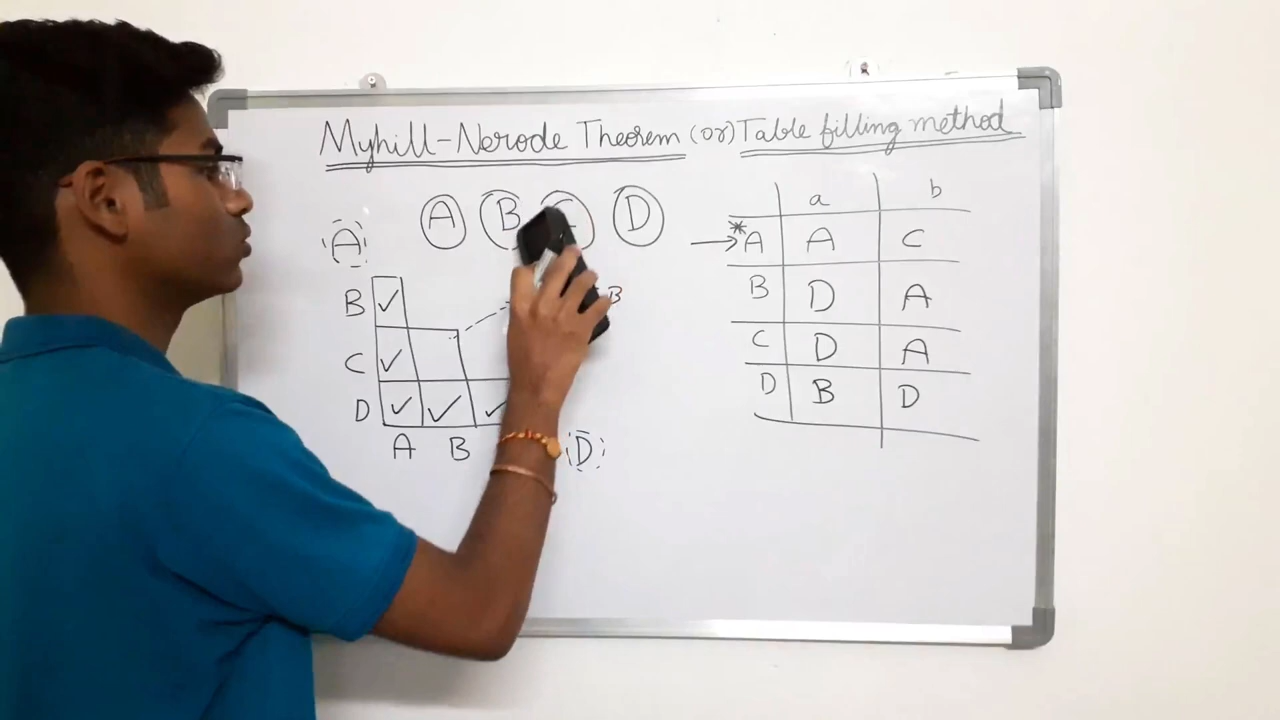 Myhill-Nerode Theorem (or) Table filling method
A B D
a b
A
→ * A A C
B ✓
B D A
B
C ✓
C D A
D ✓ ✓ ✓
D B D
A B D